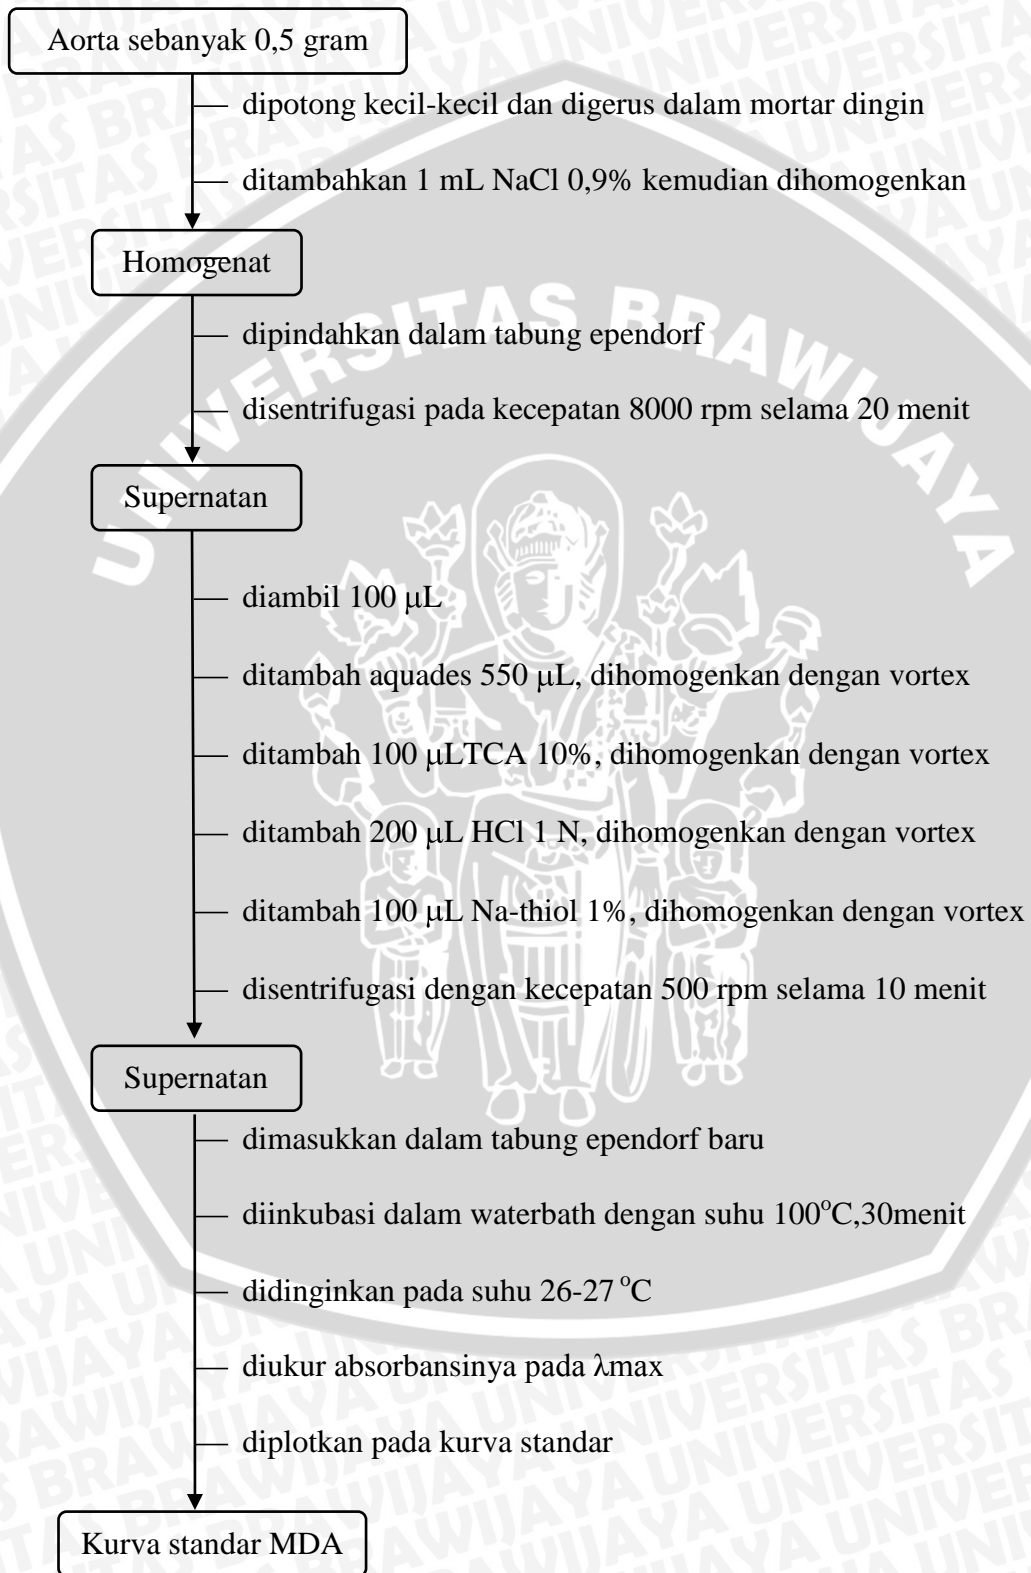 Aorta sebanyak 0,5 gram
dipotong kecil-kecil dan digerus dalam mortar dingin
ditambahkan 1 mL NaCl 0,9% kemudian dihomogenkan
Homogenat
dipindahkan dalam tabung ependorf
disentrifugasi pada kecepatan 8000 rpm selama 20 menit
Supernatan
diambil 100 μL
ditambah aquades 550 μL, dihomogenkan dengan vortex
ditambah 100 μLTCA 10%, dihomogenkan dengan vortex
ditambah 200 μL HCl 1 N, dihomogenkan dengan vortex
ditambah 100 μL Na-thiol 1%, dihomogenkan dengan vortex
disentrifugasi dengan kecepatan 500 rpm selama 10 menit
Supernatan
dimasukkan dalam tabung ependorf baru
diinkubasi dalam waterbath dengan suhu 100°C,30menit
didinginkan pada suhu 26-27 °C
diukur absorbansinya pada λmax
diplotkan pada kurva standar
Kurva standar MDA
UNIVERSITAS BRAWIJAYA